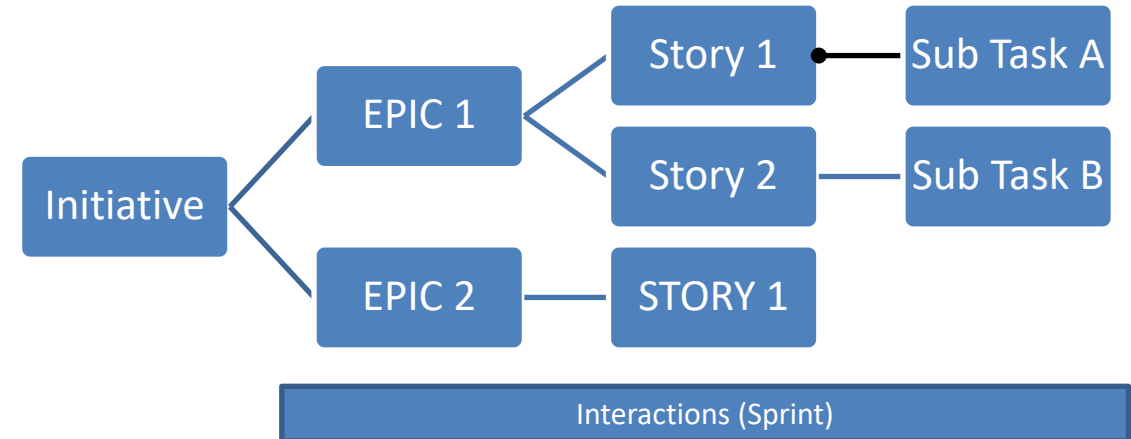 Initiative
EPIC 1
Story 1
Sub Task A
Story 2
Sub Task B
EPIC 2
STORY 1
Interactions (Sprint)